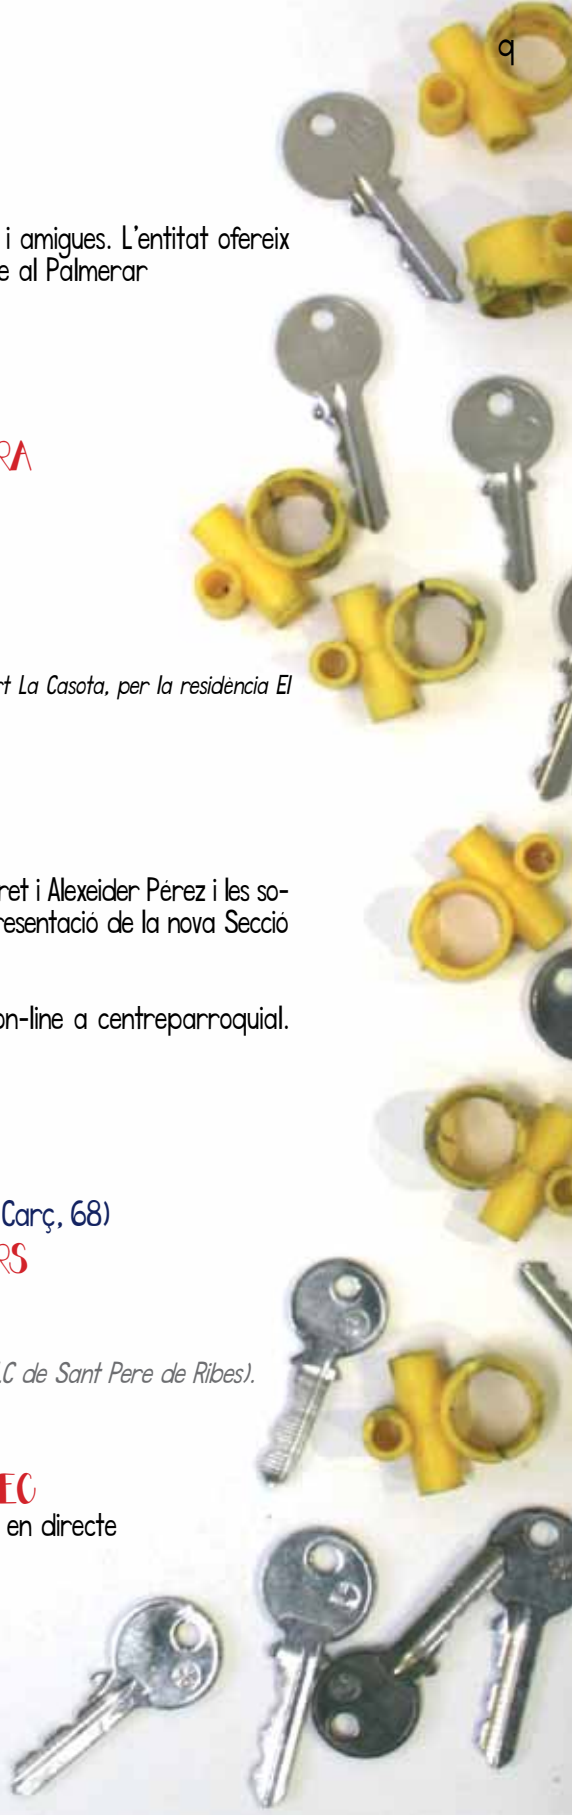 9
i amigues. L'entitat ofereix
e al Palmerar
RA
rt La Casota, per la residència El
ret i Alexeider Pérez i les so-
resentació de la nova Secció
on-line a centreparroquial.
Carç, 68)
RS
LC de Sant Pere de Ribes).
EC
en directe